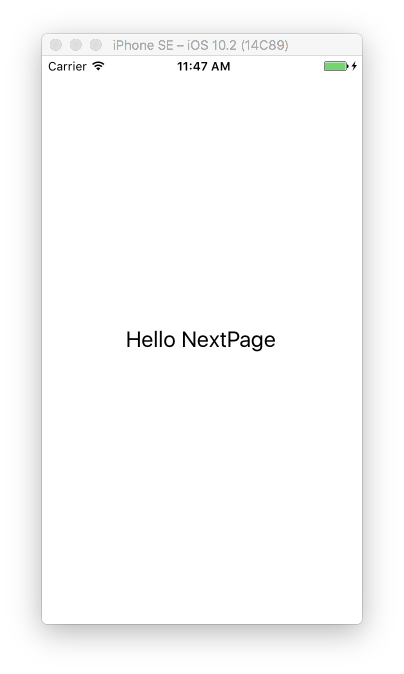 iPhone SE – iOS 10.2 (14C89)
Carrier 11:47 AM
Hello NextPage